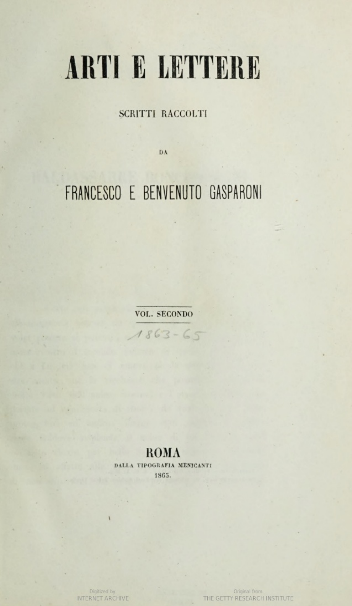 ARTI E LETTERE
SCRITTI RACCOLTI
DA
FRANCESCO E BENVENUTO GASPARONI
VOL. SECONDO
1863-65
ROMA
DALLA TIPOGRAFIA MENICANTI
1865.
Digitized by
INTERNET ARCHIVE
Original from
THE GETTY RESEARCH INSTITUTE